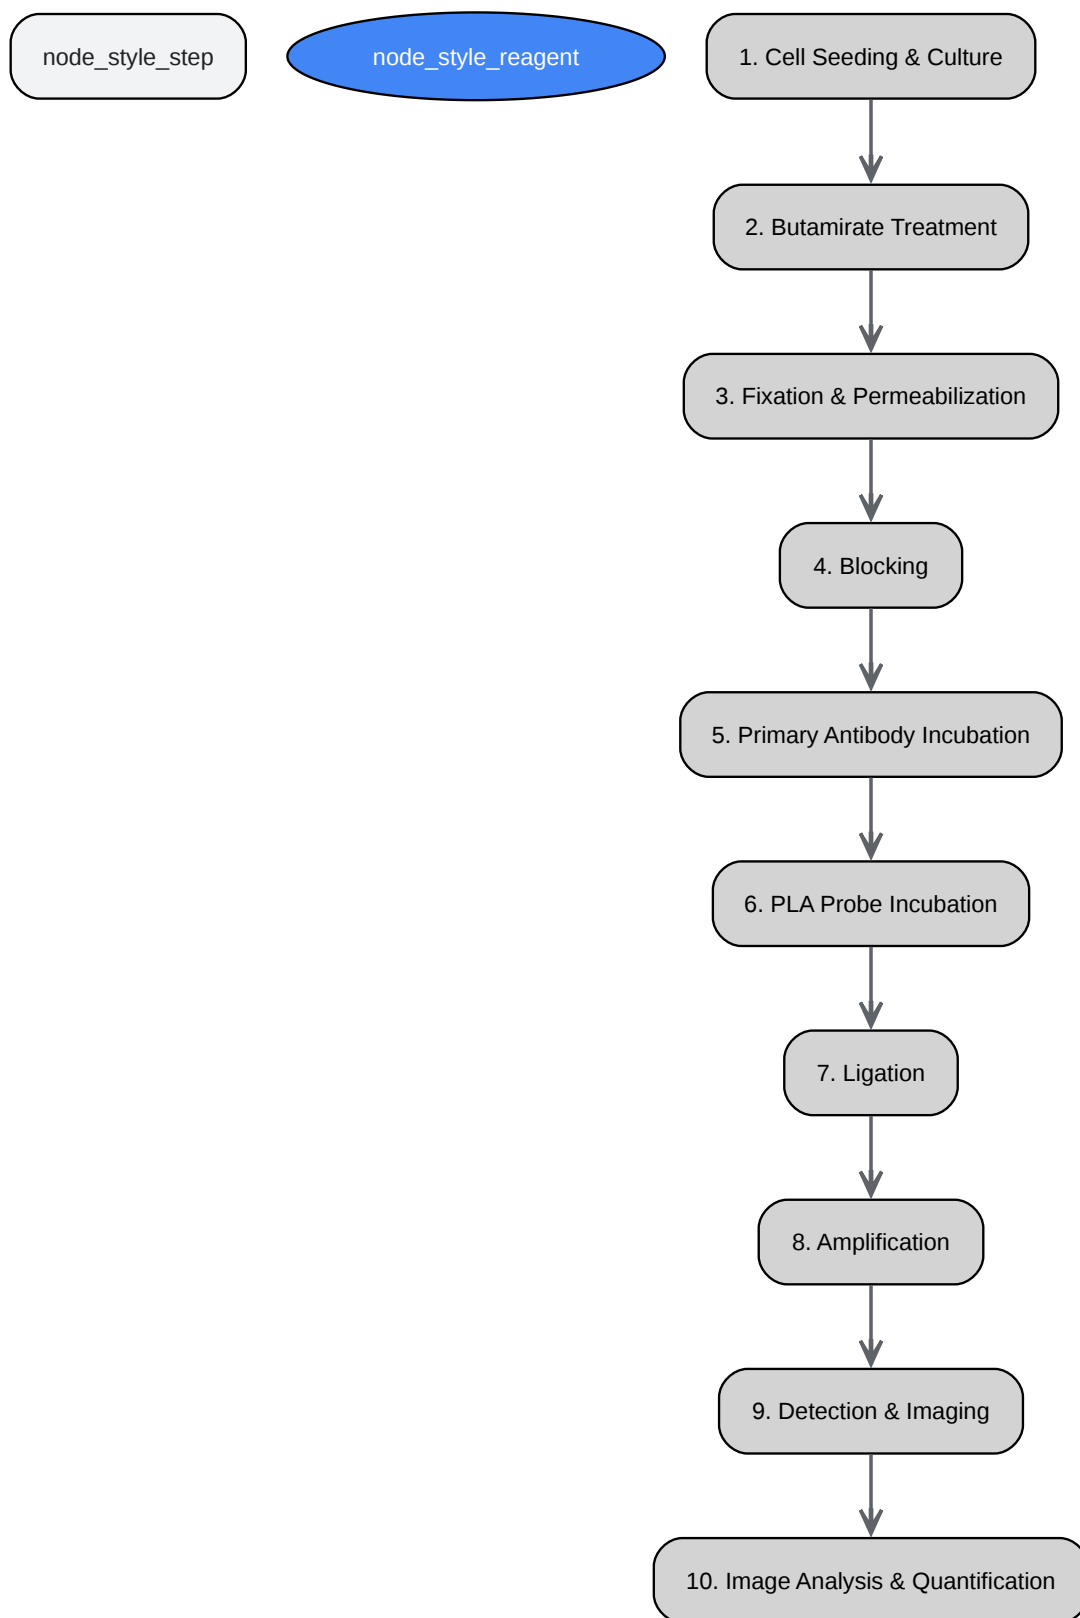 node_style_step
node_style_reagent
1. Cell Seeding & Culture
2. Butamirate Treatment
3. Fixation & Permeabilization
4. Blocking
5. Primary Antibody Incubation
6. PLA Probe Incubation
7. Ligation
8. Amplification
9. Detection & Imaging
10. Image Analysis & Quantification